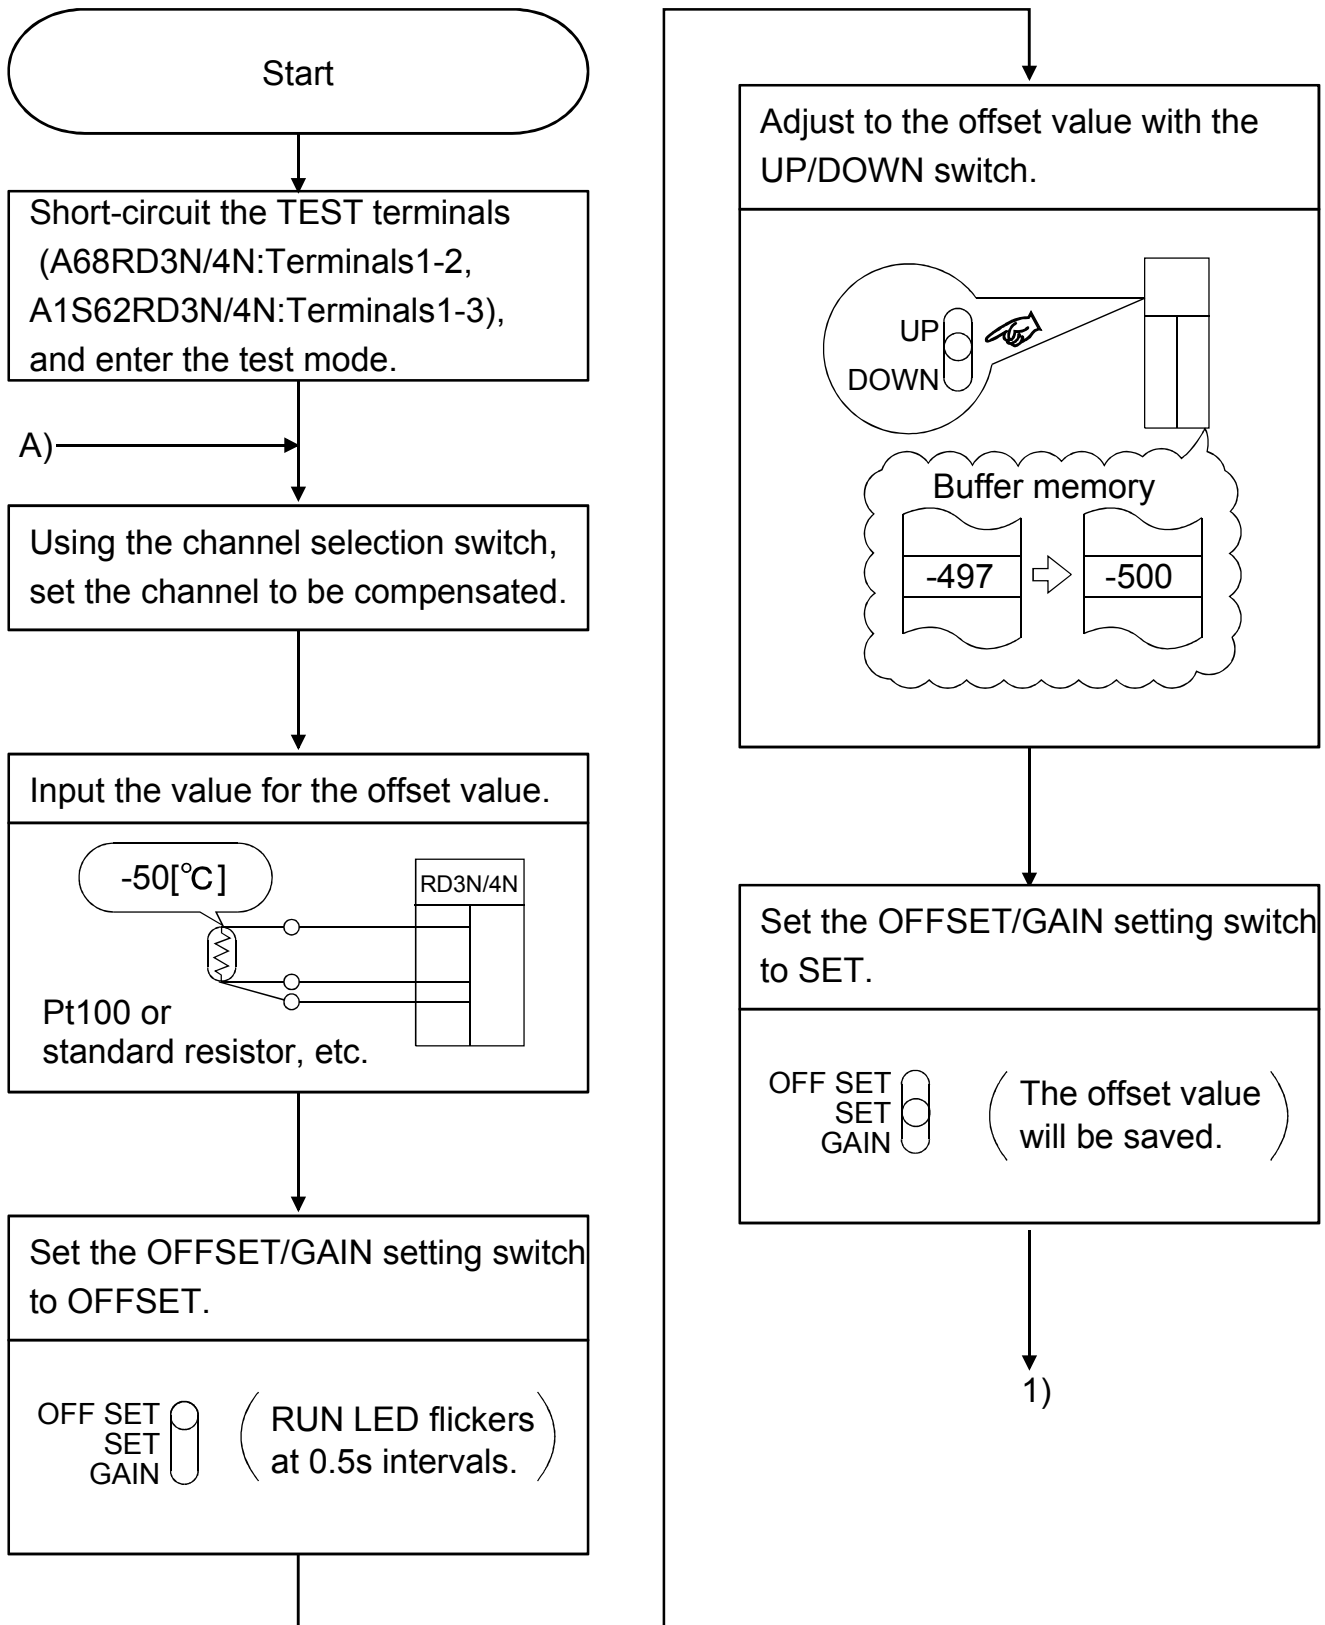 Start
Short-circuit the TEST terminals
(A68RD3N/4N:Terminals1-2,
A1S62RD3N/4N:Terminals1-3),
and enter the test mode.
A)
Using the channel selection switch,
set the channel to be compensated.
Input the value for the offset value.
-50[℃]
RD3N/4N
Pt100 or
standard resistor, etc.
Set the OFFSET/GAIN setting switch
to OFFSET.
OFF SET
SET
GAIN
RUN LED flickers
at 0.5s intervals.
Adjust to the offset value with the
UP/DOWN switch.
UP
DOWN
Buffer memory
-497
-500
Set the OFFSET/GAIN setting switch
to SET.
OFF SET
SET
GAIN
The offset value
will be saved.
1)